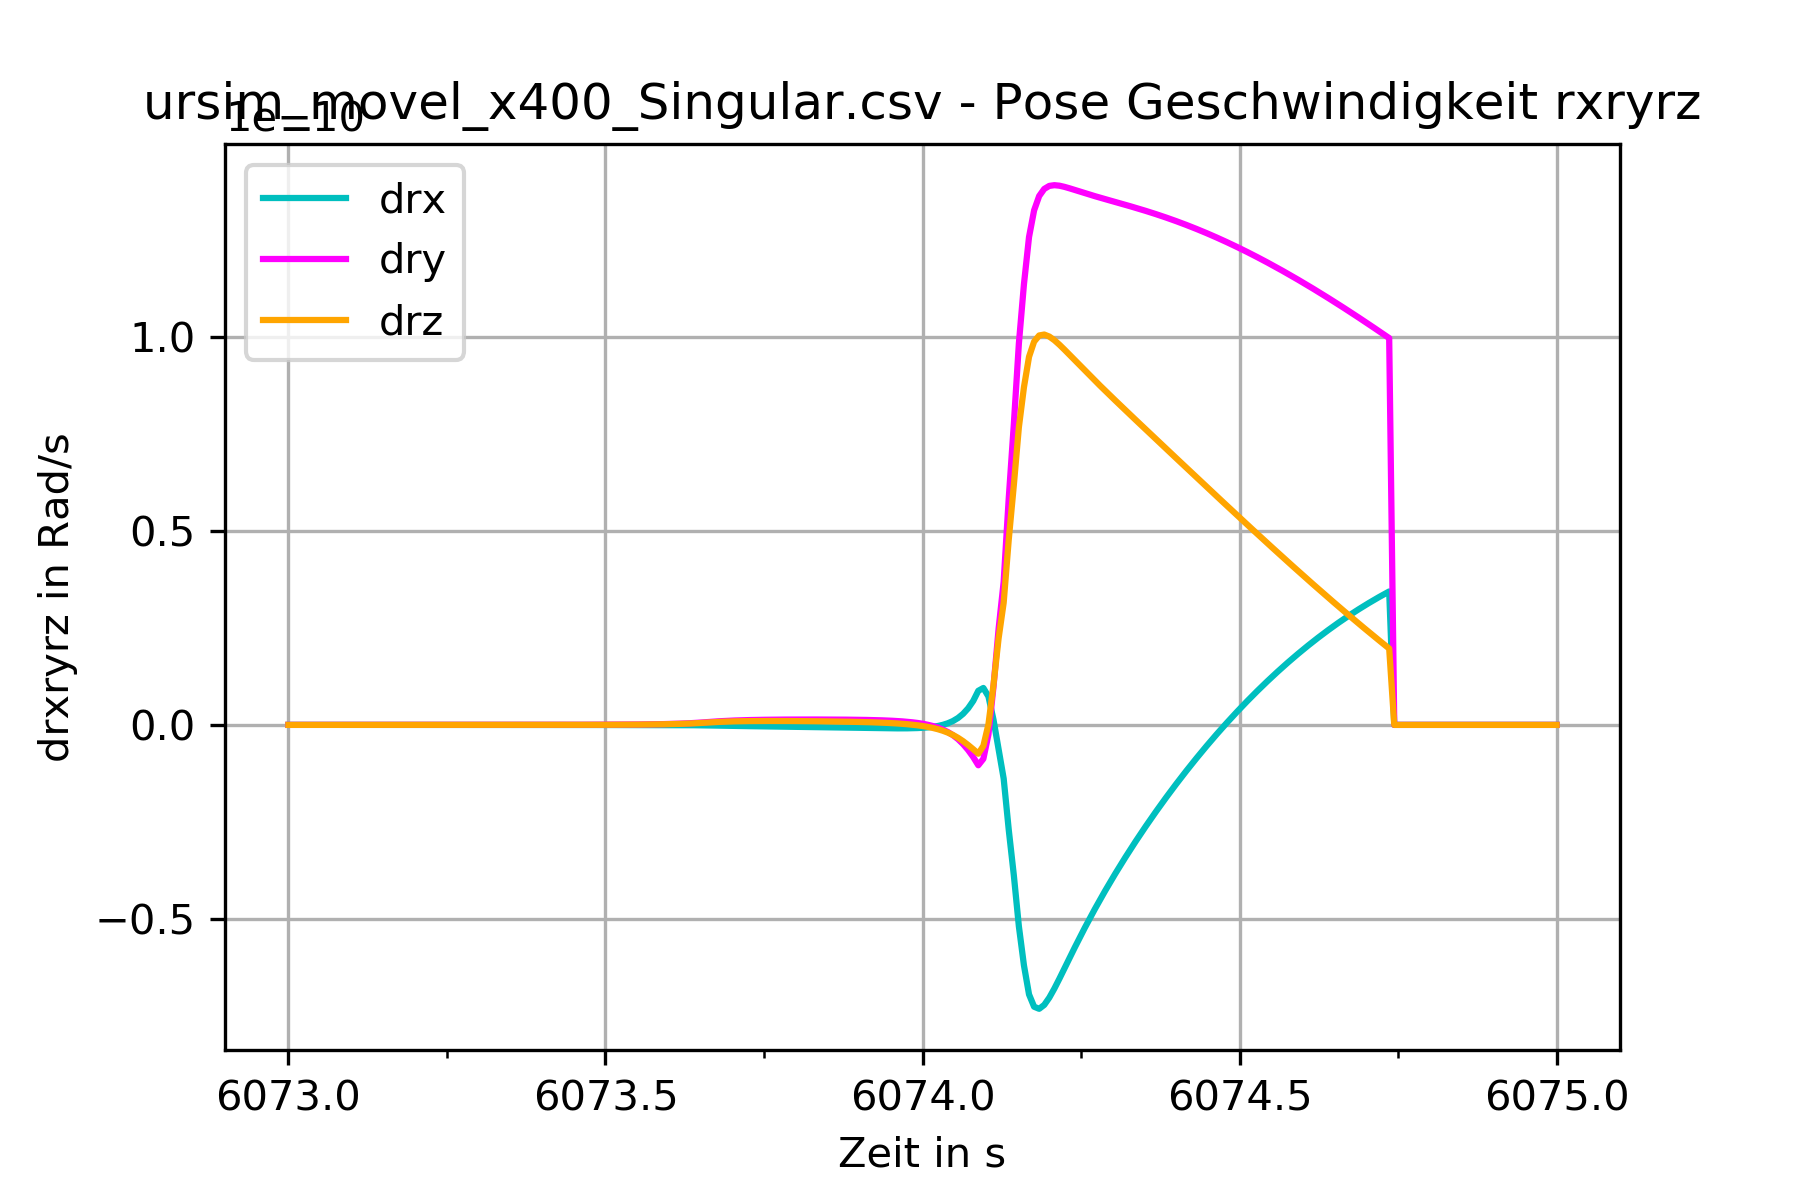 ursim_movel_x400_Singular.csv - Pose Geschwindigkeit rxryrz
1e−10
drx
dry
drz
1.0
0.5
0.0
−0.5
drxryrz in Rad/s
6073.0 6073.5 6074.0 6074.5 6075.0
Zeit in s